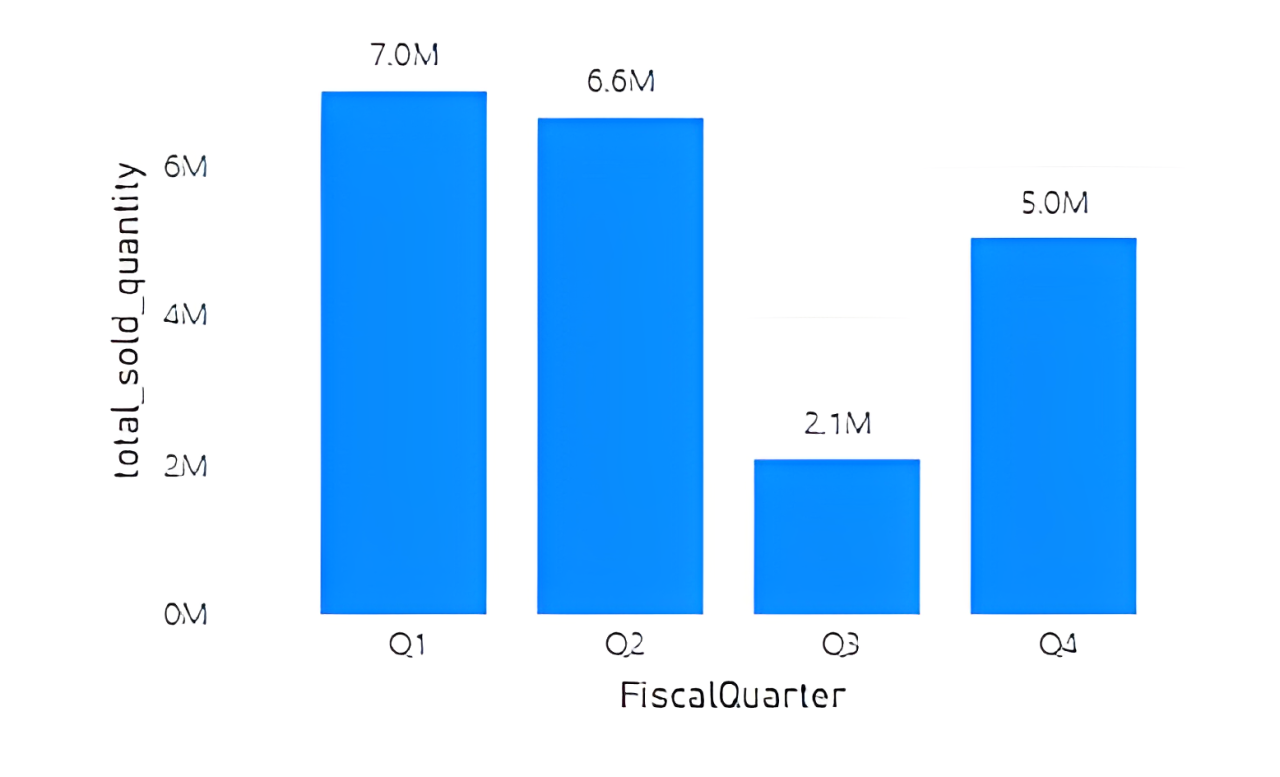 7.0M
6.6M
6M
5.0M
4M
2.1M
2M
0M
Q1 Q2 Q3 Q4
FiscalQuarter
total_sold_quantity